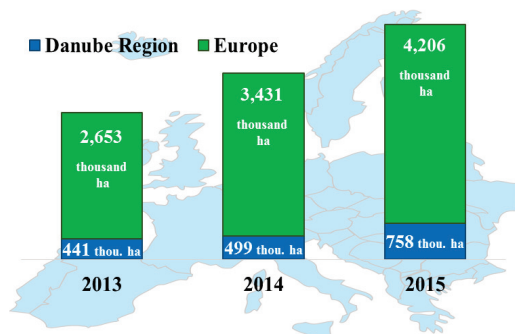 Danube Region Europe
4,206
thousand
ha
3,431
thousand
ha
2,653
thousand
ha
441 thou. ha
499 thou. ha
758 thou. ha
2013
2014
2015